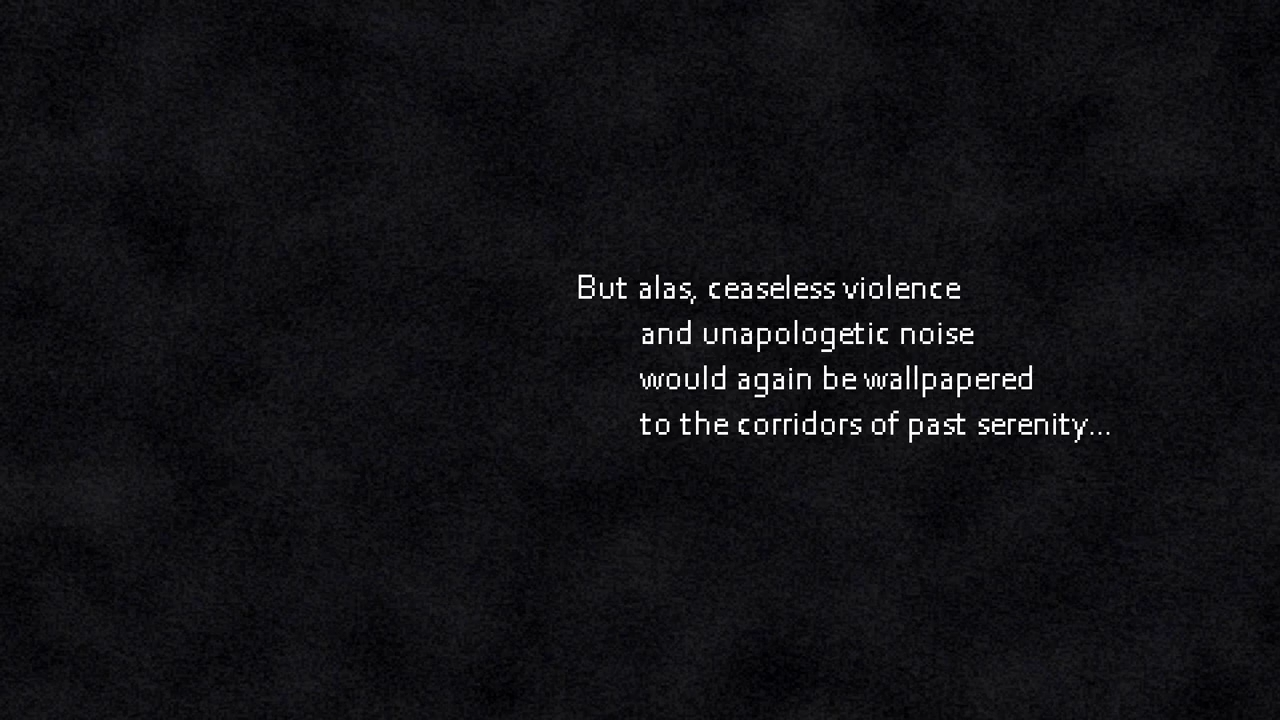 But alas, ceaseless violence
and unapologetic noise
would again be wallpapered
to the corridors of past serenity...